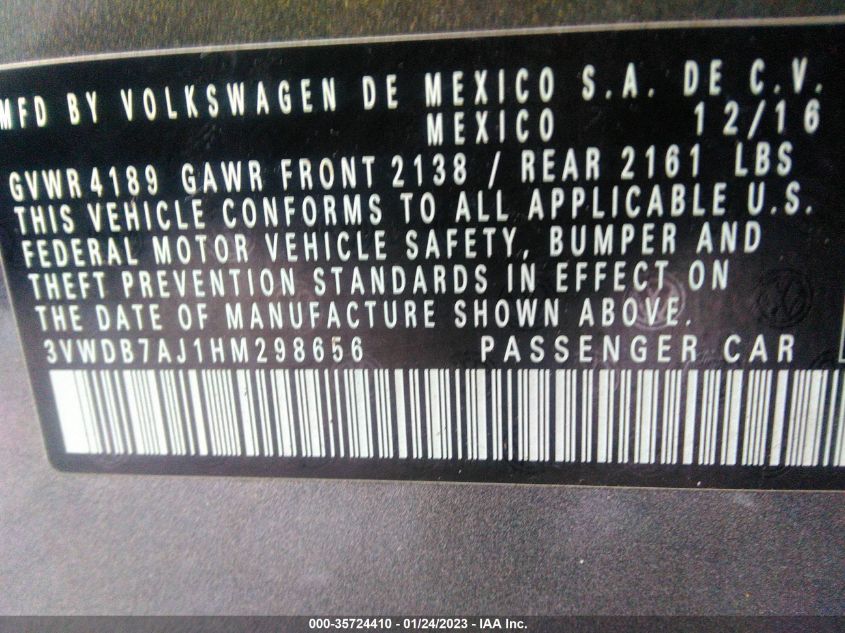 MFD BY VOLKSWAGEN DE MEXICO S.A. DE C.V.
MEXICO 12/16
GVWR 4189 GAWR FRONT 2138 / REAR 2161 LBS
THIS VEHICLE CONFORMS TO ALL APPLICABLE U.S.
FEDERAL MOTOR VEHICLE SAFETY, BUMPER AND
THEFT PREVENTION STANDARDS IN EFFECT ON
THE DATE OF MANUFACTURE SHOWN ABOVE.
3VWDB7AJ1HM298656 PASSENGER CAR
000-35724410 - 01/24/2023 - IAA Inc.